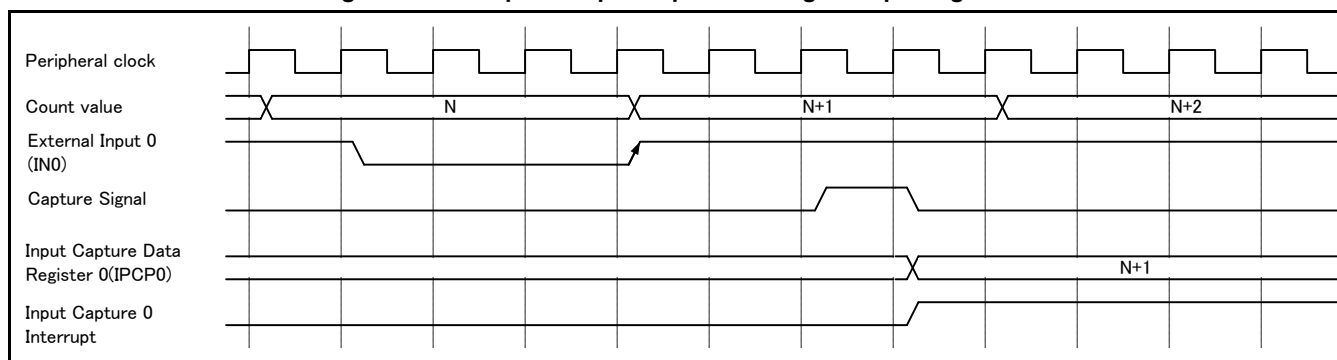 Peripheral clock
Count value
N
N+1
N+2
External Input 0
(IN0)
Capture Signal
Input Capture Data
Register 0(IPCP0)
N+1
Input Capture 0
Interrupt